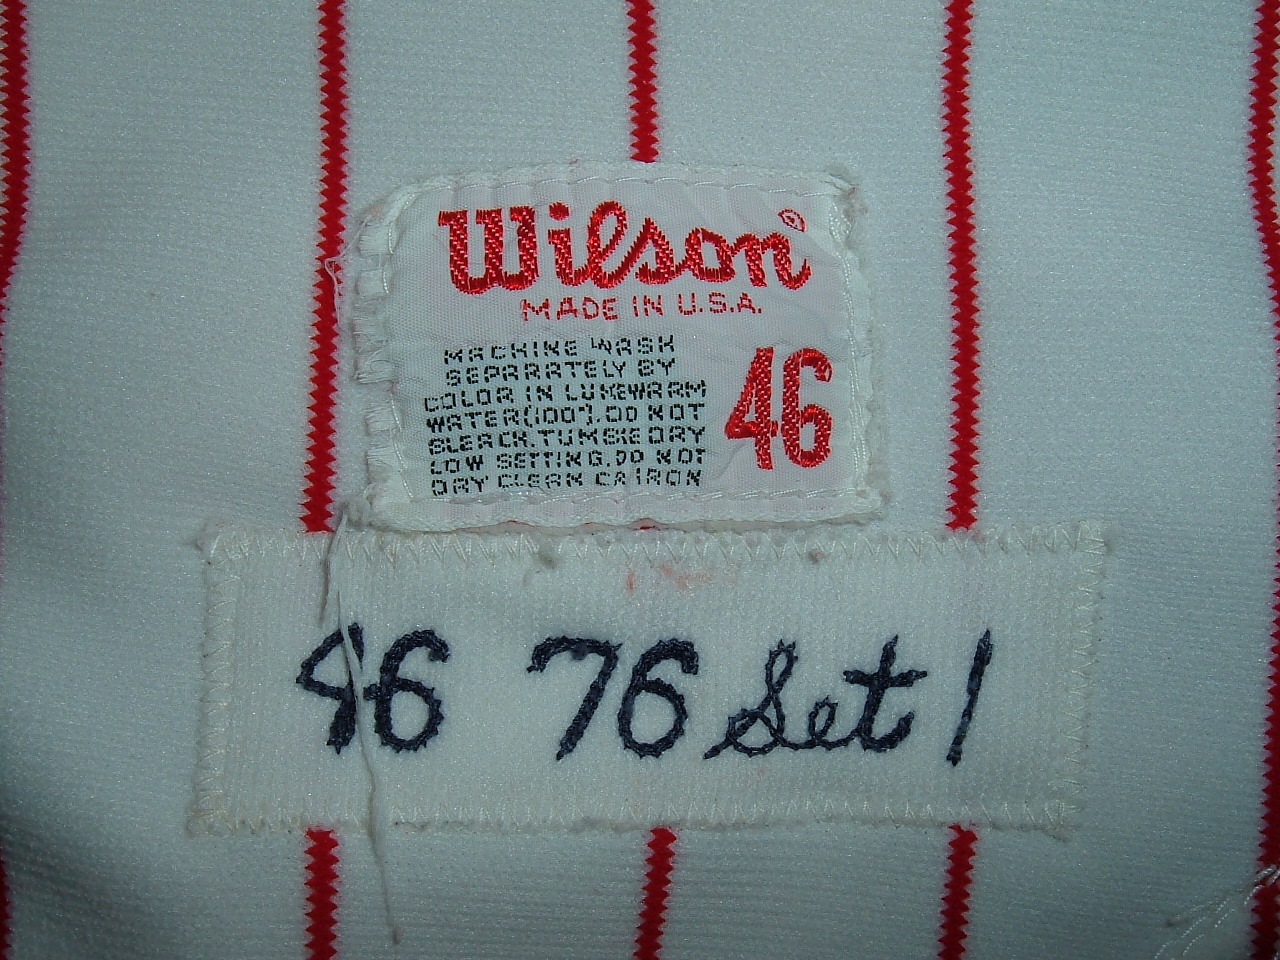 Wilson®
MADE IN U.S.A.
MACHINE WASH
SEPARATELY BY
COLOR IN LUKEWARM
WATER(100°). DO NOT
BLEACH. TUMBLE DRY
LOW SETTING. DO NOT
DRY CLEAN OR IRON
46
46 76 Set 1